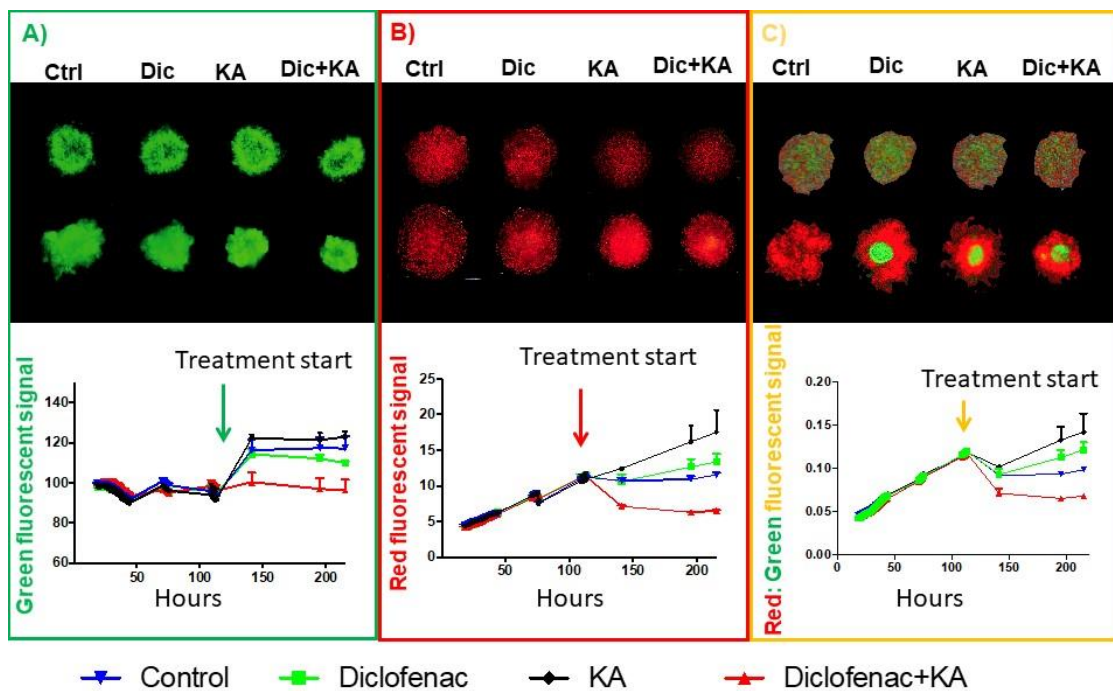 A)
Ctrl Dic KA Dic+KA
Green fluorescent signal
Treatment start
140
120
100
80
60
50 100 150 200
Hours
B)
Ctrl Dic KA Dic+KA
Red fluorescent signal
Treatment start
25
20
15
10
5
0
50 100 150 200
Hours
C)
Ctrl Dic KA Dic+KA
Red: Green fluorescent signal
Treatment start
0.20
0.15
0.10
0.05
0.00
0 50 100 150 200
Hours
Control Diclofenac KA Diclofenac+KA